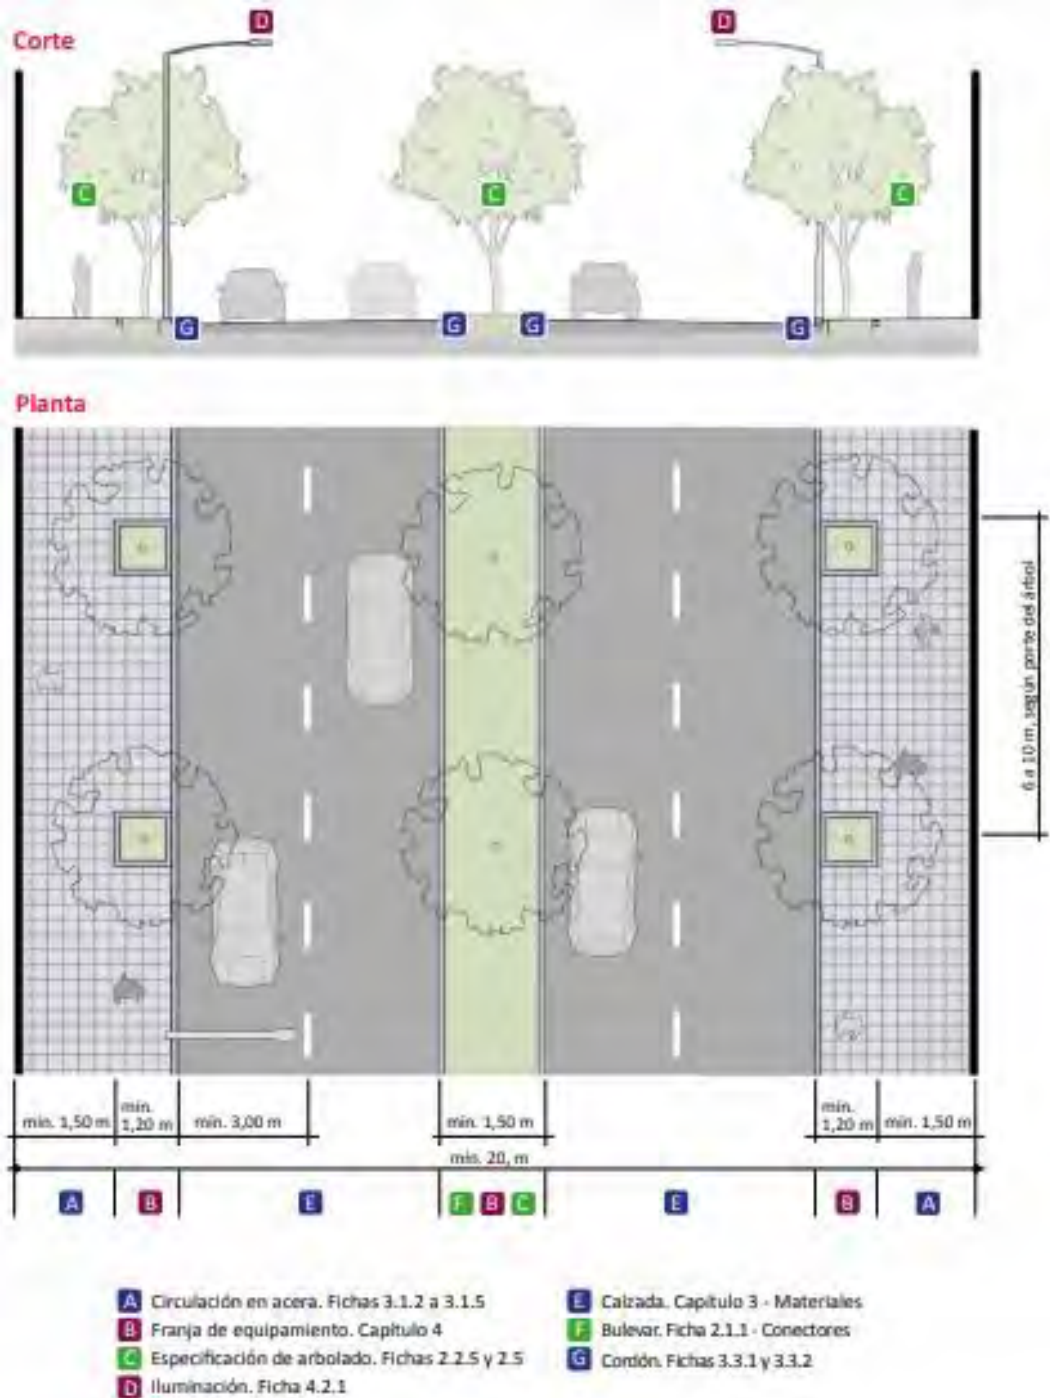 Corte
D
D
C
C
C
G
G
G
G
Planta
6 a 10 m, según porte del árbol
min. 1,50 m
min.
1,20 m
min. 3,00 m
min. 1,50 m
min.
1,20 m
min. 1,50 m
min. 20, m
A
B
E
F B C
E
B
A
A Circulación en acera. Fichas 3.1.2 a 3.1.5
B Franja de equipamiento. Capítulo 4
C Especificación de arbolado. Fichas 2.2.5 y 2.5
D Iluminación. Ficha 4.2.1
E Calzada. Capítulo 3 - Materiales
F Bulevar. Ficha 2.1.1 - Conectores
G Cordón. Fichas 3.3.1 y 3.3.2